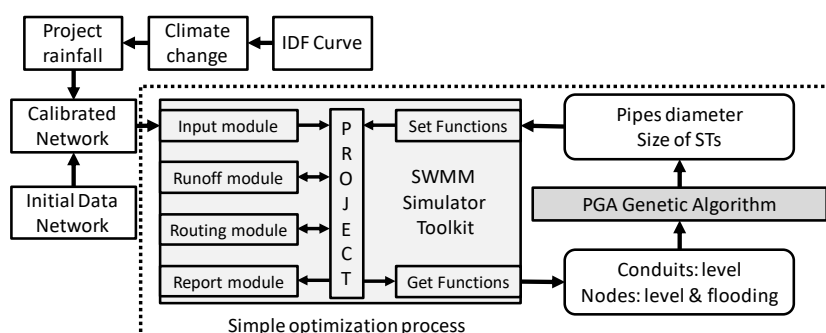 Project
rainfall
Climate
change
IDF Curve
Calibrated
Network
Initial Data
Network
Input module
Runoff module
Routing module
Report module
PROJECT
Set Functions
SWMM
Simulator
Toolkit
Get Functions
Pipes diameter
Size of STs
PGA Genetic Algorithm
Conduits: level
Nodes: level & flooding
Simple optimization process